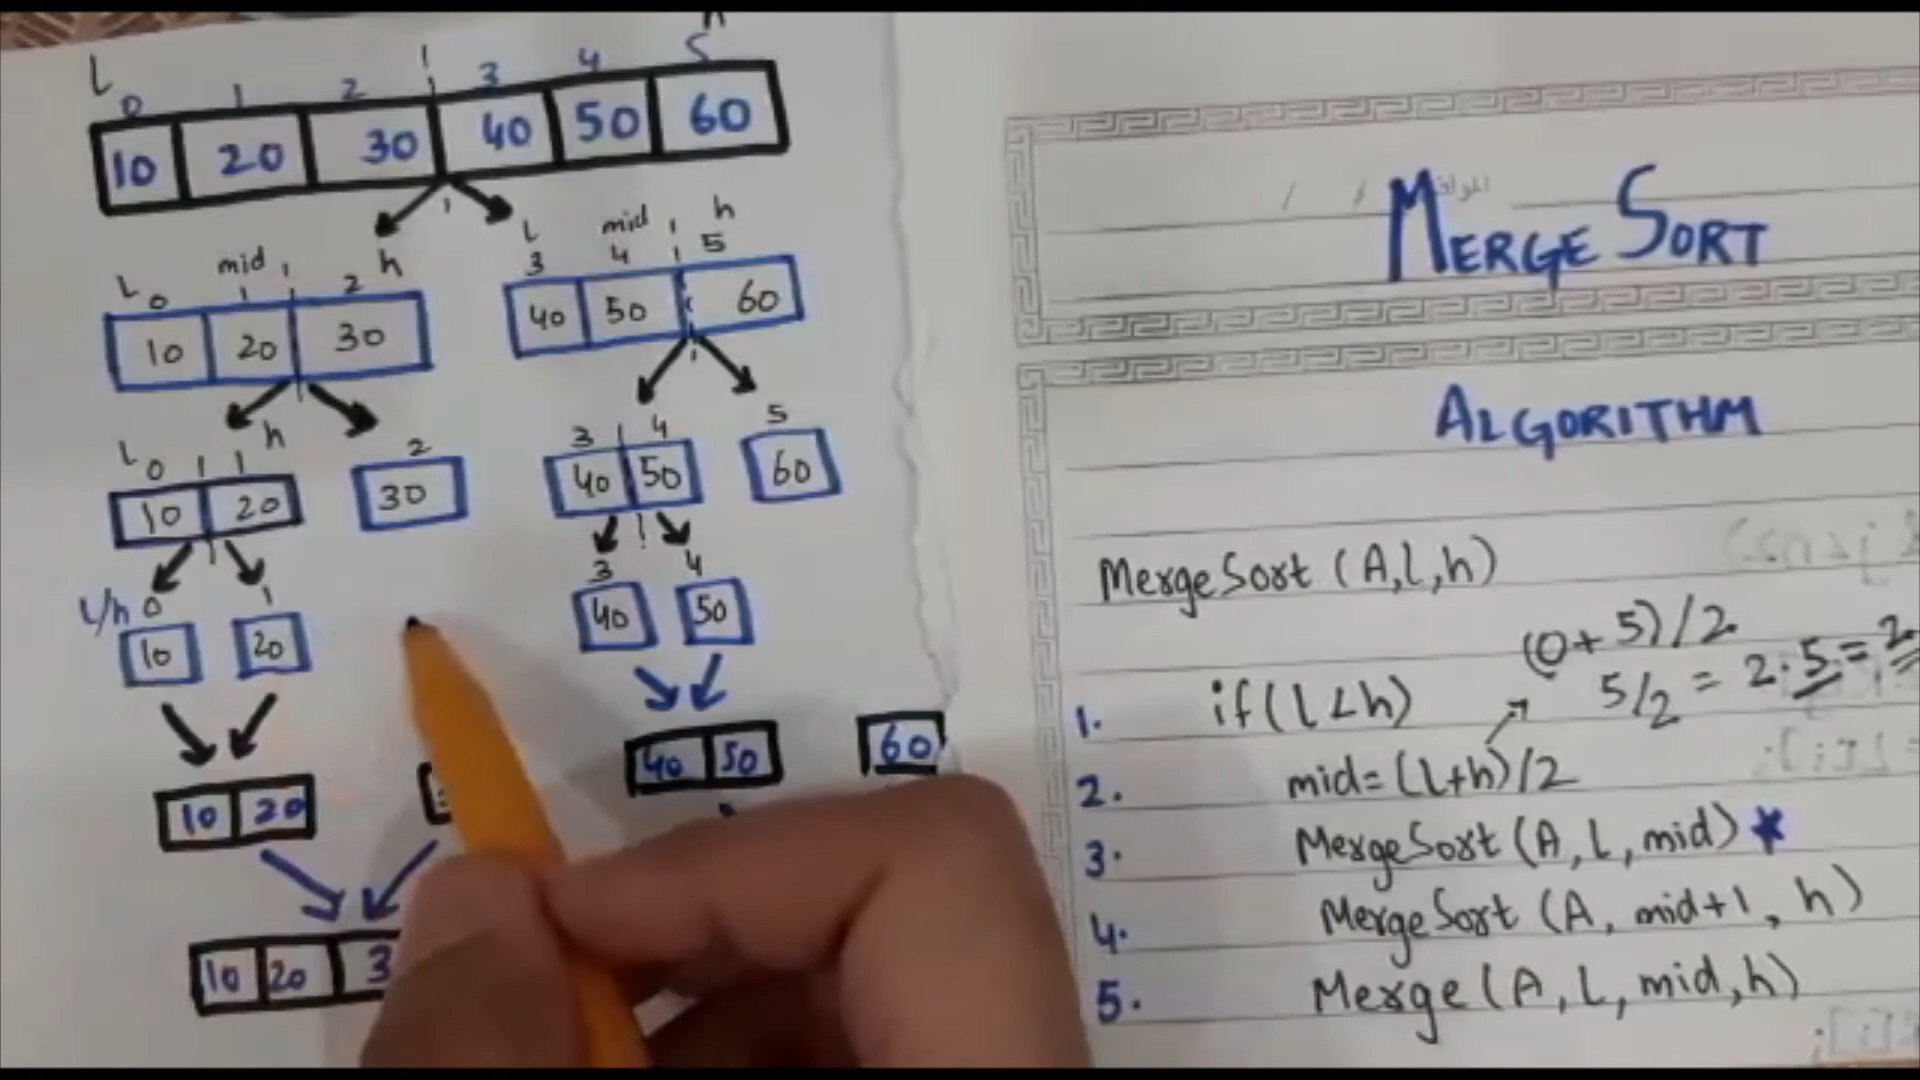 h
l 0 1 2 3 4 5
10 20 30 40 50 60
l 0 mid 1 2 h
l 3 mid 4 h 5
10 20 30
40 50 60
l 0 1 h 2
3 4 5
10 20 30
40 50 60
l/h 0 1
3 4
10 20
40 50
10 20
40 50 60
10 20 3
MERGE SORT
ALGORITHM
MergeSort (A,l,h)
(0+5)/2
5/2 = 2.5 = 2
1. if(l<h)
2. mid=(l+h)/2
3. MergeSort (A, l, mid) *
4. MergeSort (A, mid+1, h)
5. Merge (A, L, mid, h)